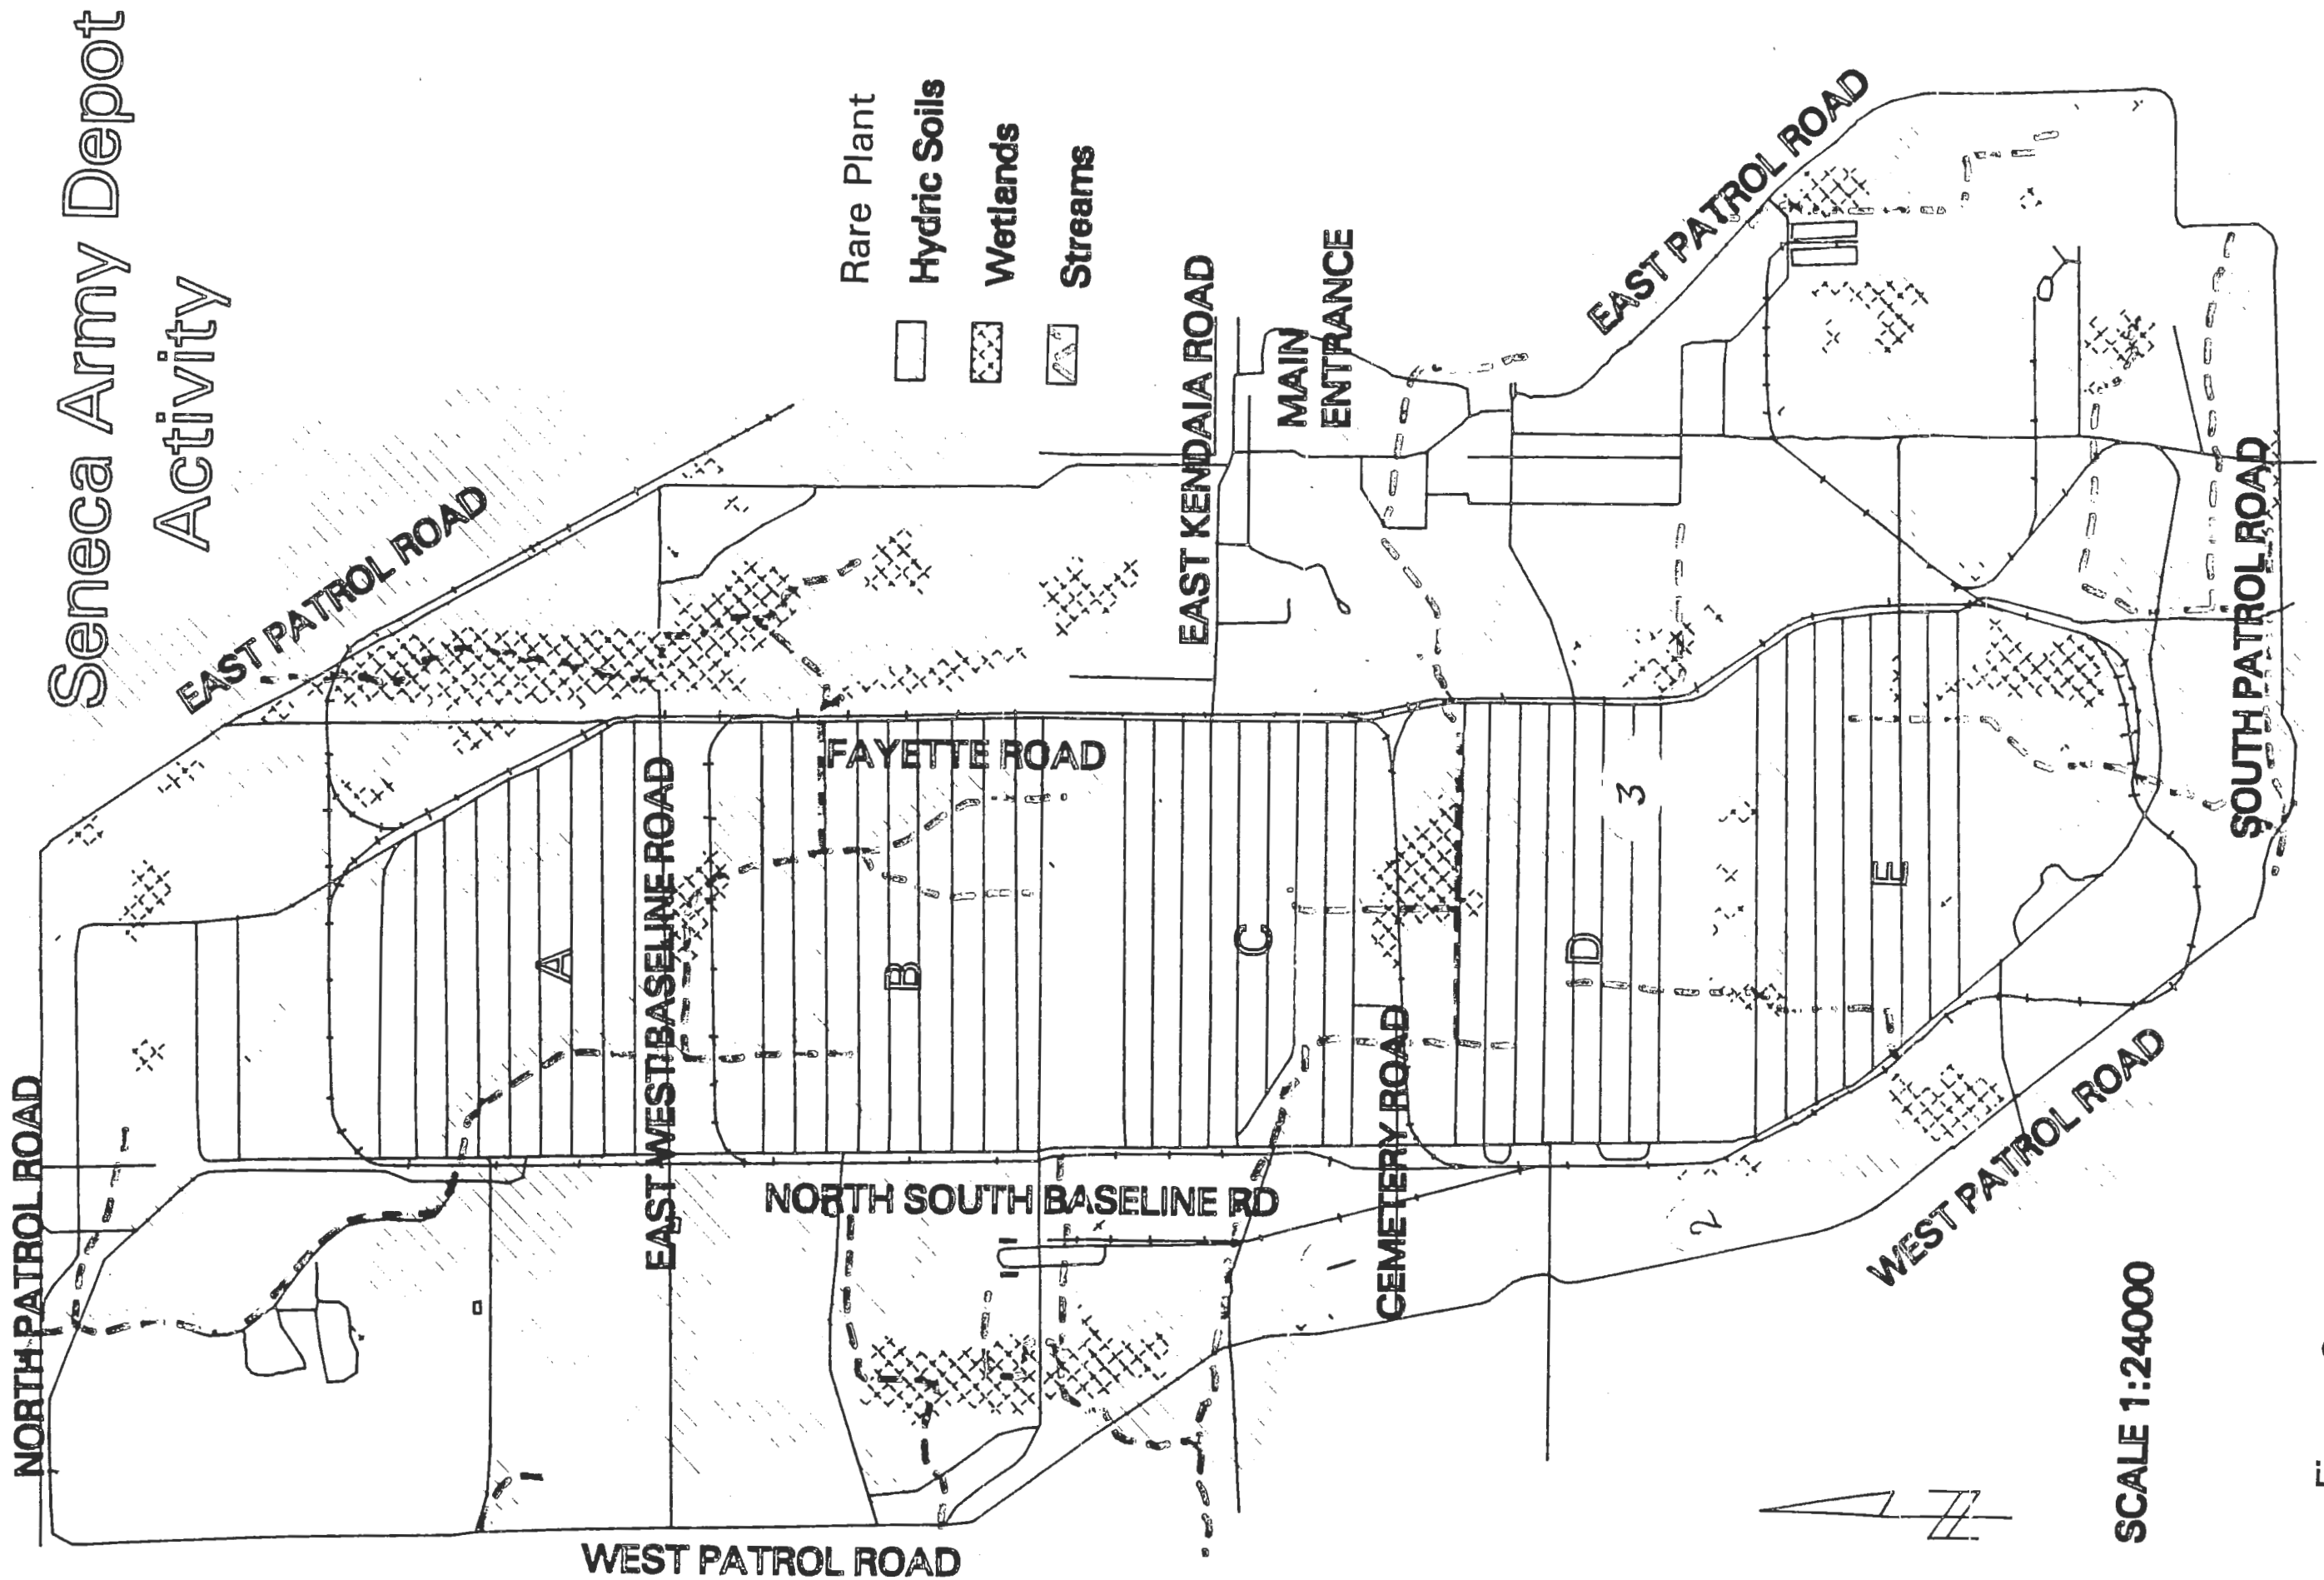 Seneca Army Depot
Activity
Rare Plant
Hydric Soils
Wetlands
Streams
NORTH PATROL ROAD
EAST PATROL ROAD
EAST WEST BASELINE ROAD
FAYETTE ROAD
NORTH SOUTH BASELINE RD
EAST KENDAIA ROAD
MAIN
ENTRANCE
EAST PATROL ROAD
CEMETERY ROAD
WEST PATROL ROAD
WEST PATROL ROAD
SOUTH PATROL ROAD
A
B
C
D
E
3
2
SCALE 1:24000
N